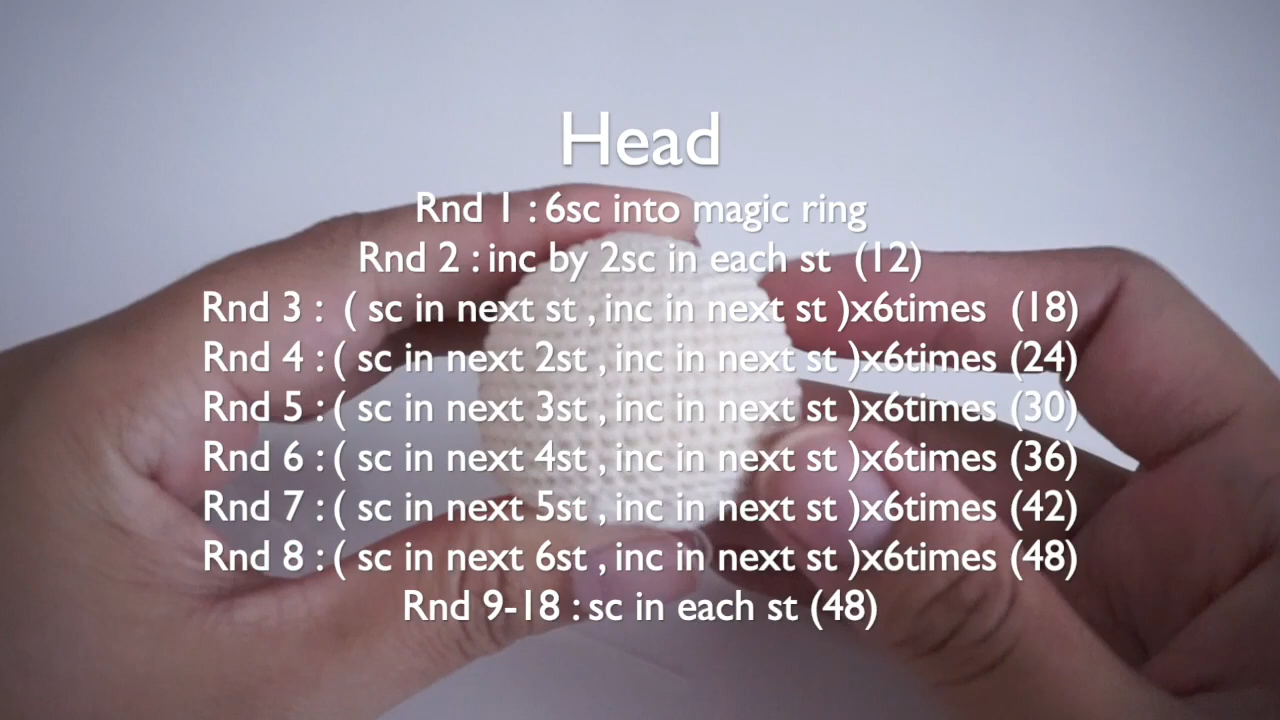 Head
Rnd 1 : 6sc into magic ring
Rnd 2 : inc by 2sc in each st (12)
Rnd 3 : ( sc in next st , inc in next st )x6times (18)
Rnd 4 : ( sc in next 2st , inc in next st )x6times (24)
Rnd 5 : ( sc in next 3st , inc in next st )x6times (30)
Rnd 6 : ( sc in next 4st , inc in next st )x6times (36)
Rnd 7 : ( sc in next 5st , inc in next st )x6times (42)
Rnd 8 : ( sc in next 6st , inc in next st )x6times (48)
Rnd 9-18 : sc in each st (48)